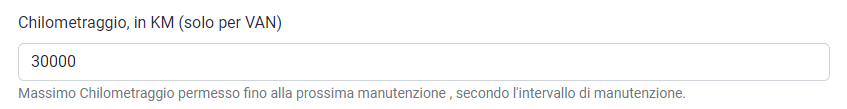 Chilometraggio, in KM (solo per VAN)
30000
Massimo Chilometraggio permesso fino alla prossima manutenzione , secondo l'intervallo di manutenzione.